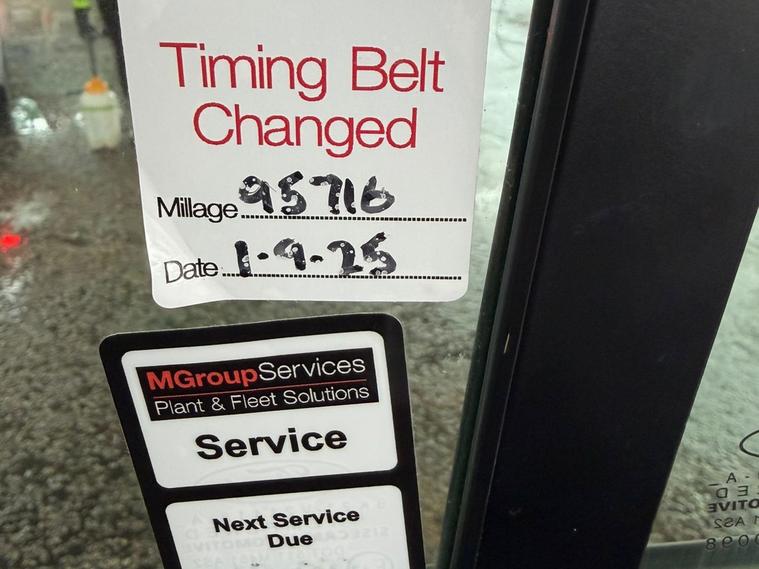 Timing Belt
Changed
Millage 95716
Date 1-9-25
MGroupServices
Plant & Fleet Solutions
Service
Next Service
Due